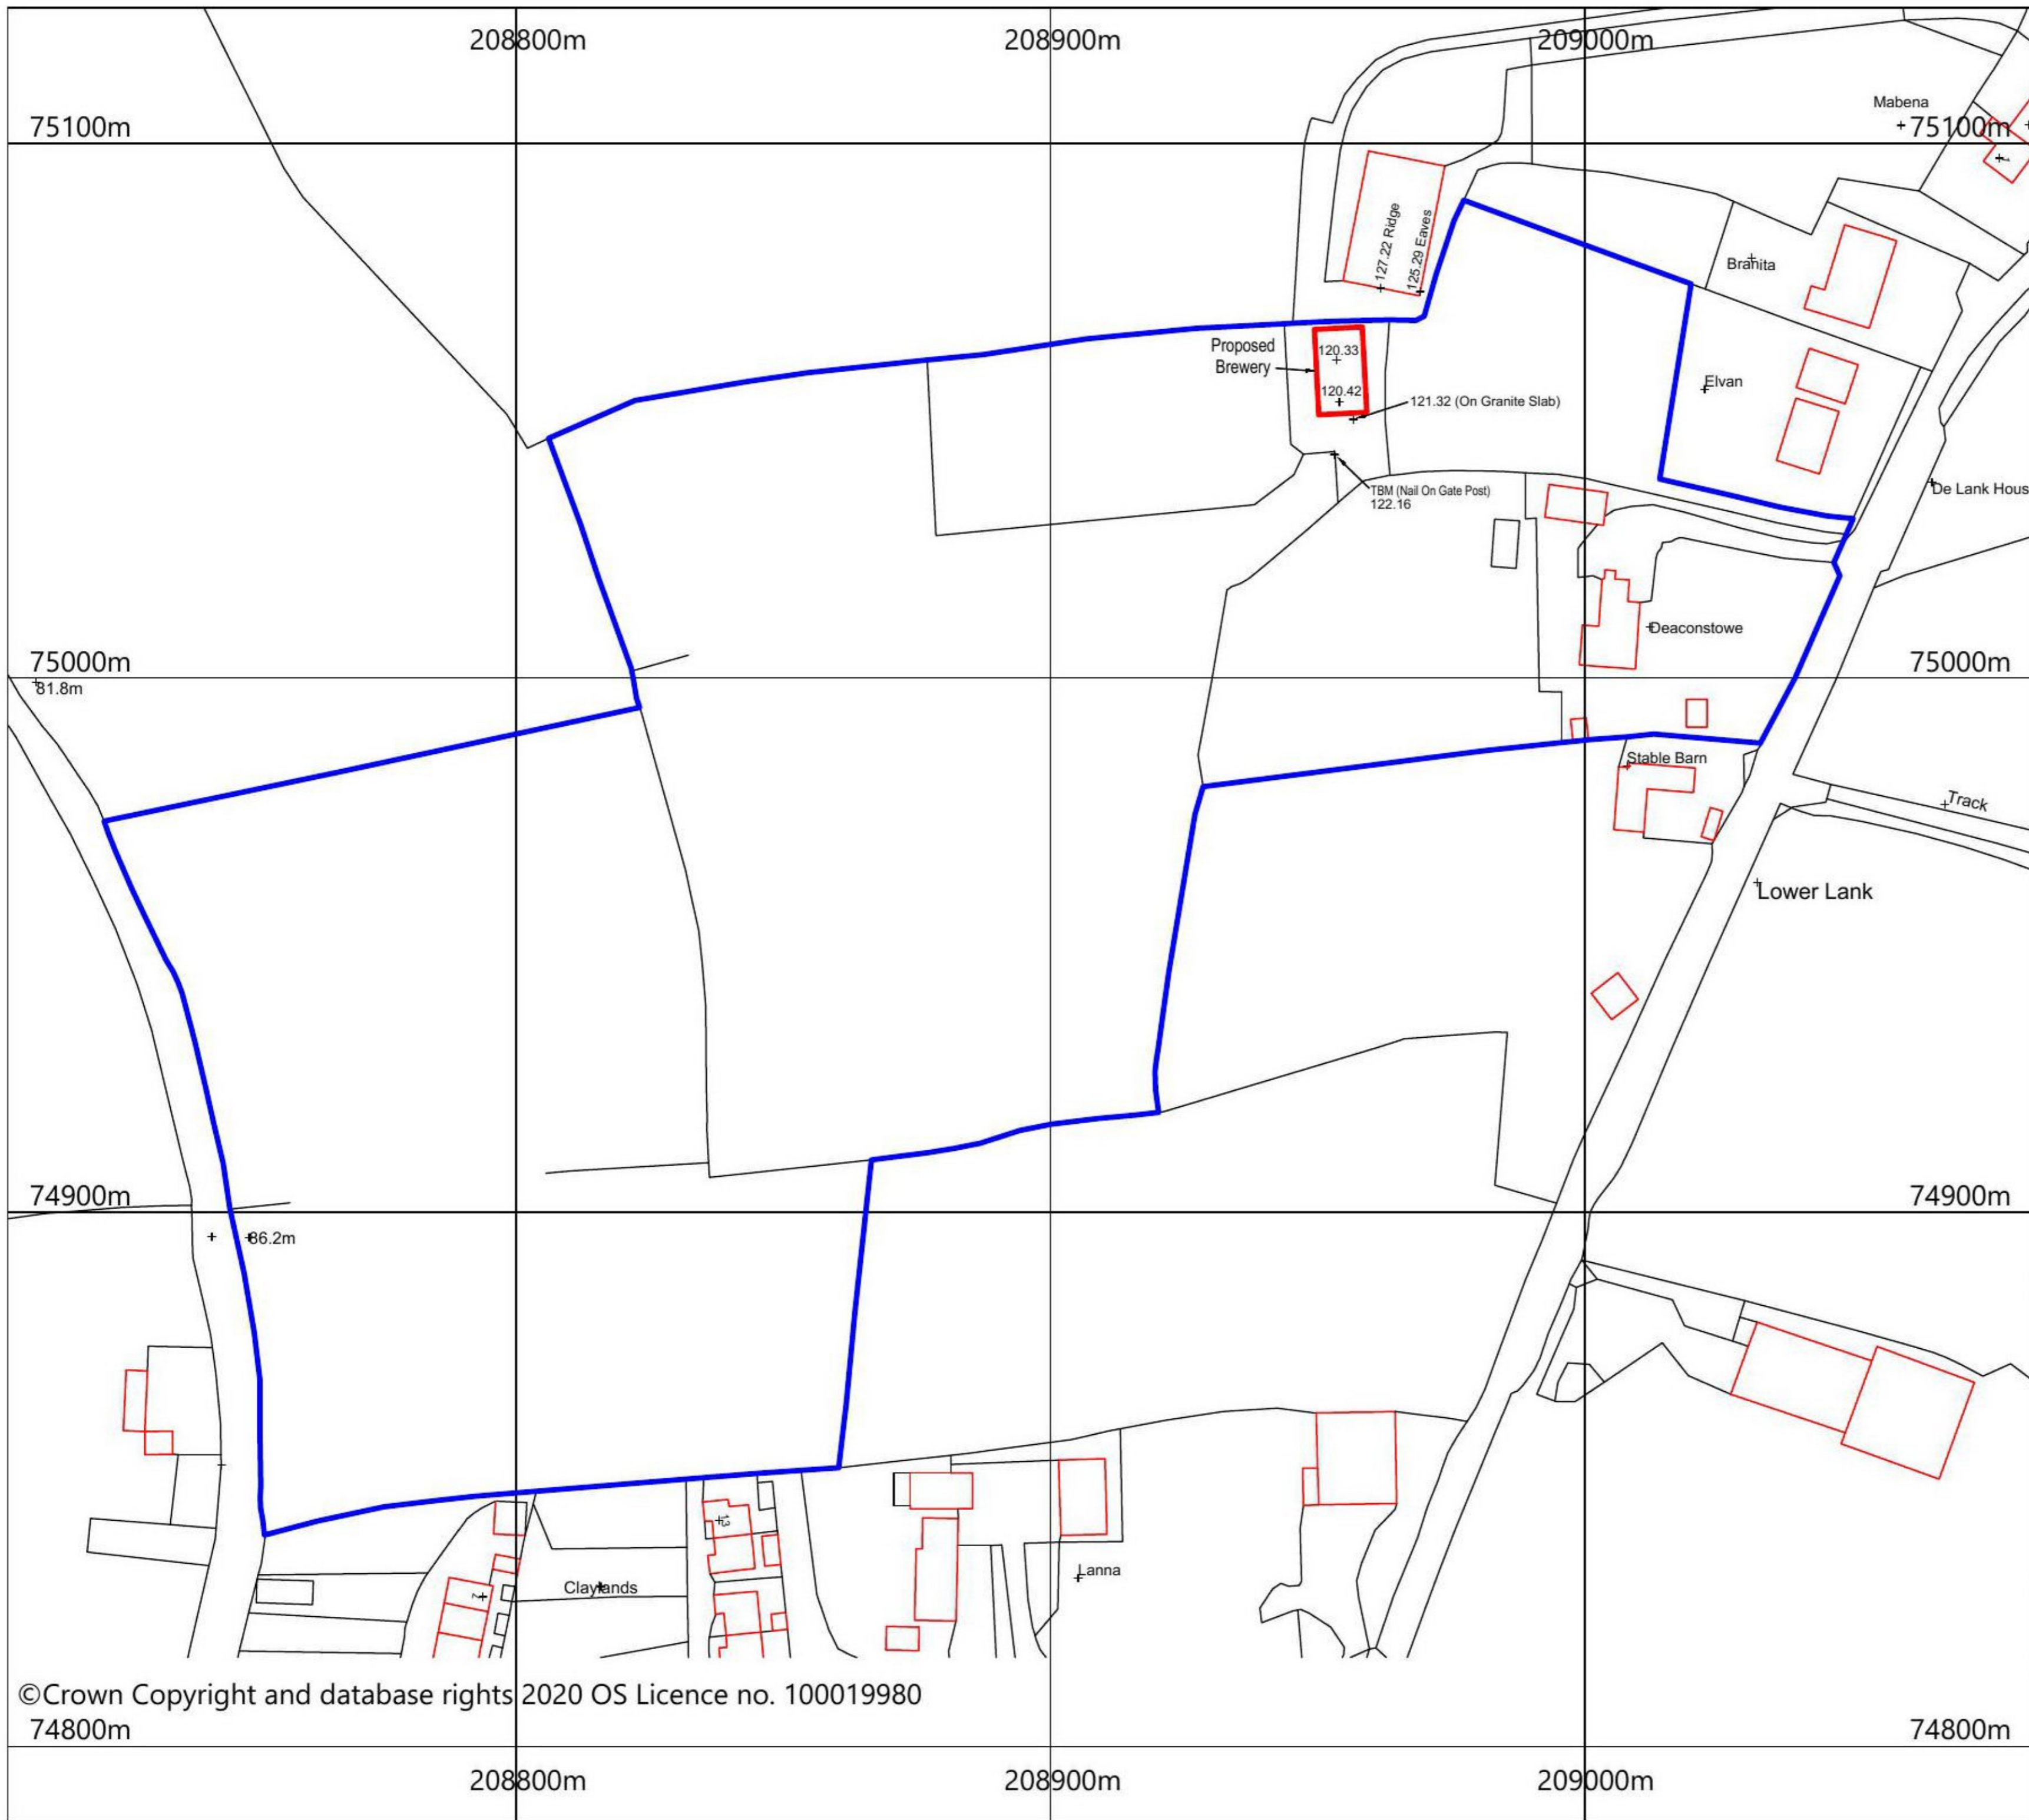 208800m
208900m
209000m
Mabena
75100m
75100m
1
127.22 Ridge
125.29 Eaves
Branita
Proposed
Brewery
120.33
120.42
121.32 (On Granite Slab)
Elvan
TBM (Nail On Gate Post)
122.16
De Lank Hous
Deaconstowe
75000m
75000m
81.8m
Stable Barn
Track
Lower Lank
74900m
74900m
86.2m
13
2
Claylands
Lanna
©Crown Copyright and database rights 2020 OS Licence no. 100019980
74800m
74800m
208800m
208900m
209000m